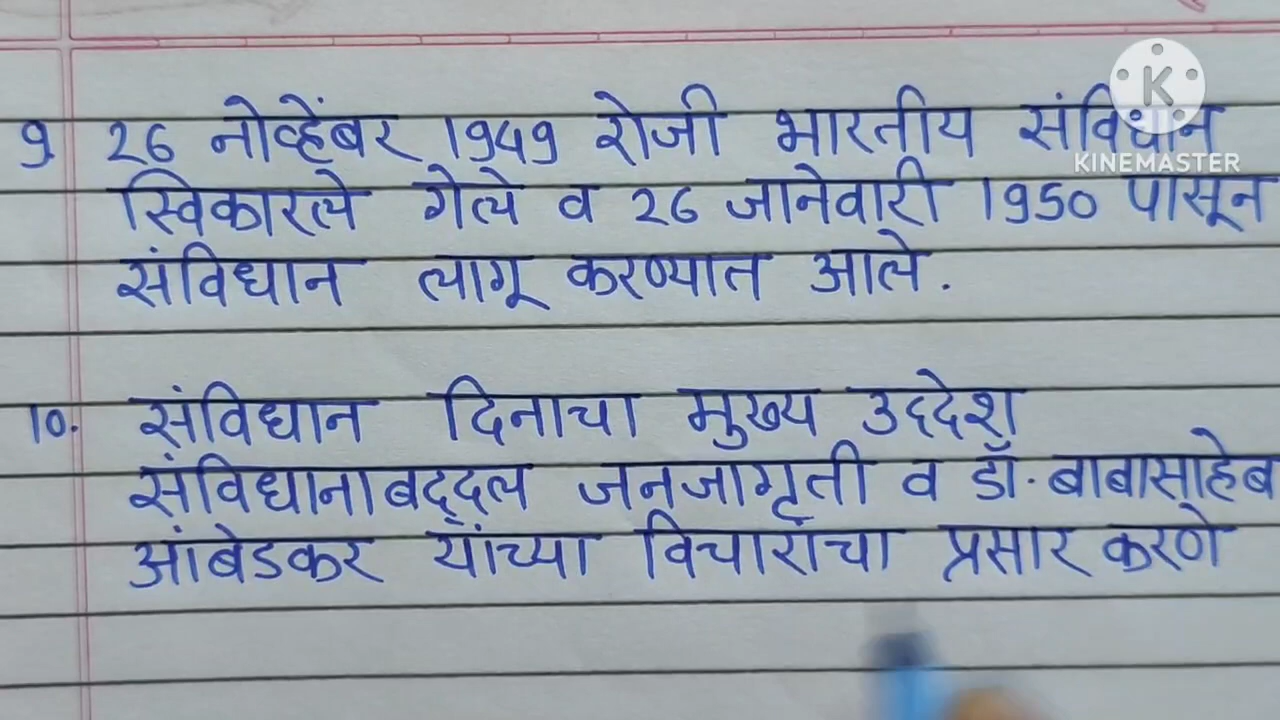 9 26 नोव्हेंबर 1949 रोजी भारतीय संविधान
स्विकारले गेले व 26 जानेवारी 1950 पासून
संविधान लागू करण्यात आले.
10. संविधान दिनाचा मुख्य उद्देश
संविधानाबद्दल जनजागृती व डॉ. बाबासाहेब
आंबेडकर यांच्या विचारांचा प्रसार करणे
KINEMASTER